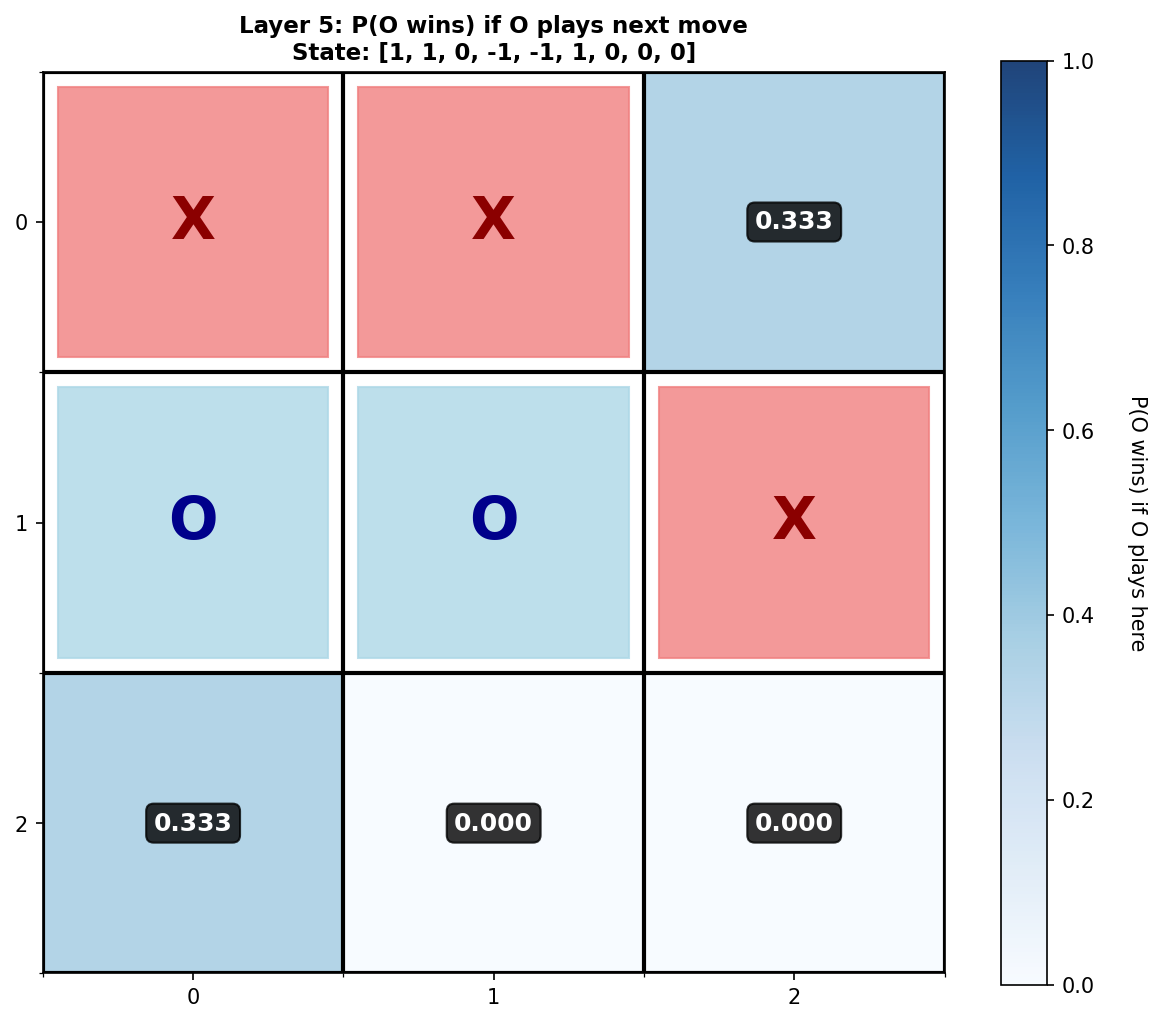 Layer 5: P(O wins) if O plays next move
State: [1, 1, 0, -1, -1, 1, 0, 0, 0]
0
X
X
0.333
1
O
O
X
2
0.333
0.000
0.000
0
1
2
1.0
0.8
0.6
0.4
0.2
0.0
P(O wins) if O plays here